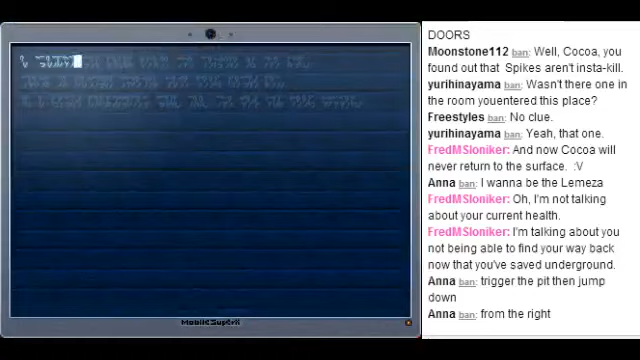 DOORS
Moonstone112 ban: Well, Cocoa, you
found out that Spikes aren't insta-kill.
yurihinayama ban: Wasn't there one in
the room youentered this place?
Freestyles ban: No clue.
yurihinayama ban: Yeah, that one.
FredMSloniker: And now Cocoa will
never return to the surface. :V
Anna ban: I wanna be the Lemeza
FredMSloniker: Oh, I'm not talking
about your current health.
FredMSloniker: I'm talking about you
not being able to find your way back
now that you've saved underground.
Anna ban: trigger the pit then jump
down
Anna ban: from the right